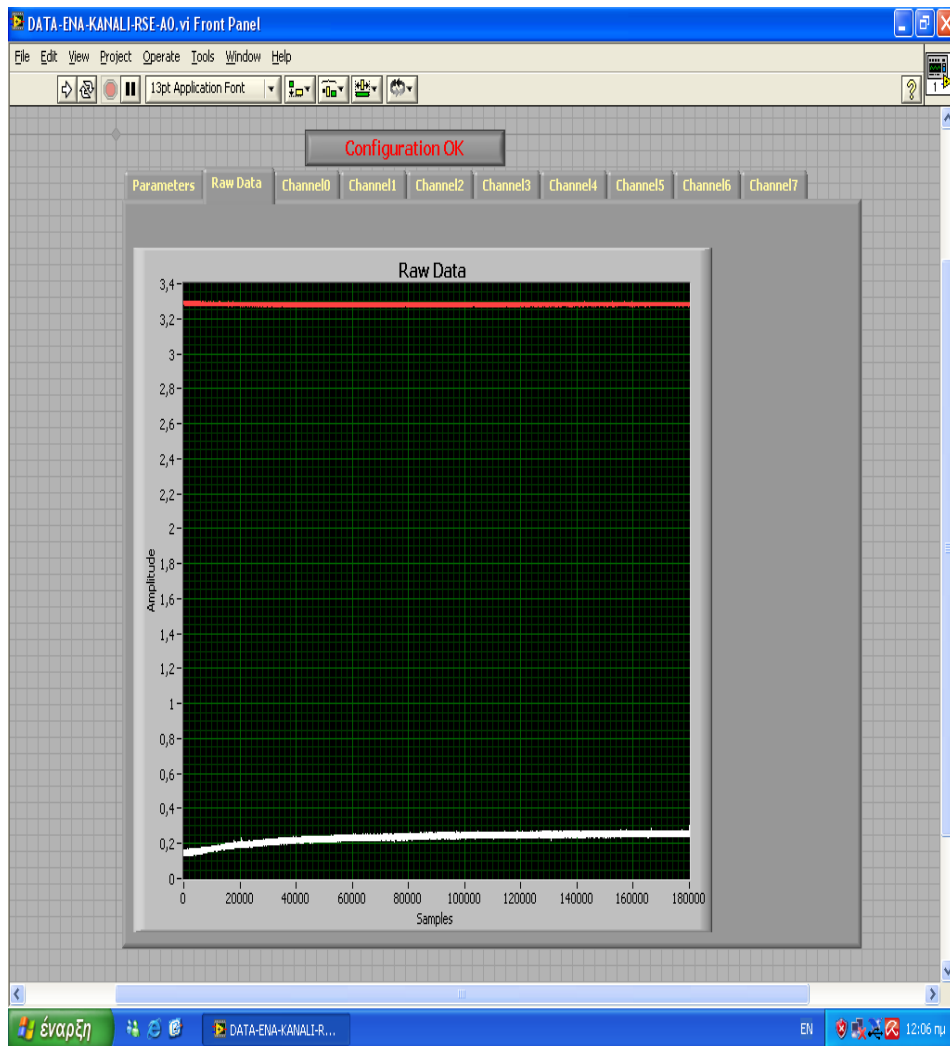 DATA-ENA-KANALI-RSE-A0.vi Front Panel
File Edit View Project Operate Tools Window Help
13pt Application Font
?
1
Configuration OK
Parameters Raw Data Channel0 Channel1 Channel2 Channel3 Channel4 Channel5 Channel6 Channel7
Raw Data
3,4
3,2
3
2,8
2,6
2,4
2,2
2
1,8
1,6
1,4
1,2
1
0,8
0,6
0,4
0,2
0
Amplitude
0 20000 40000 60000 80000 100000 120000 140000 160000 180000
Samples
έναρξη DATA-ENA-KANALI-R... EN 12:06 πμ